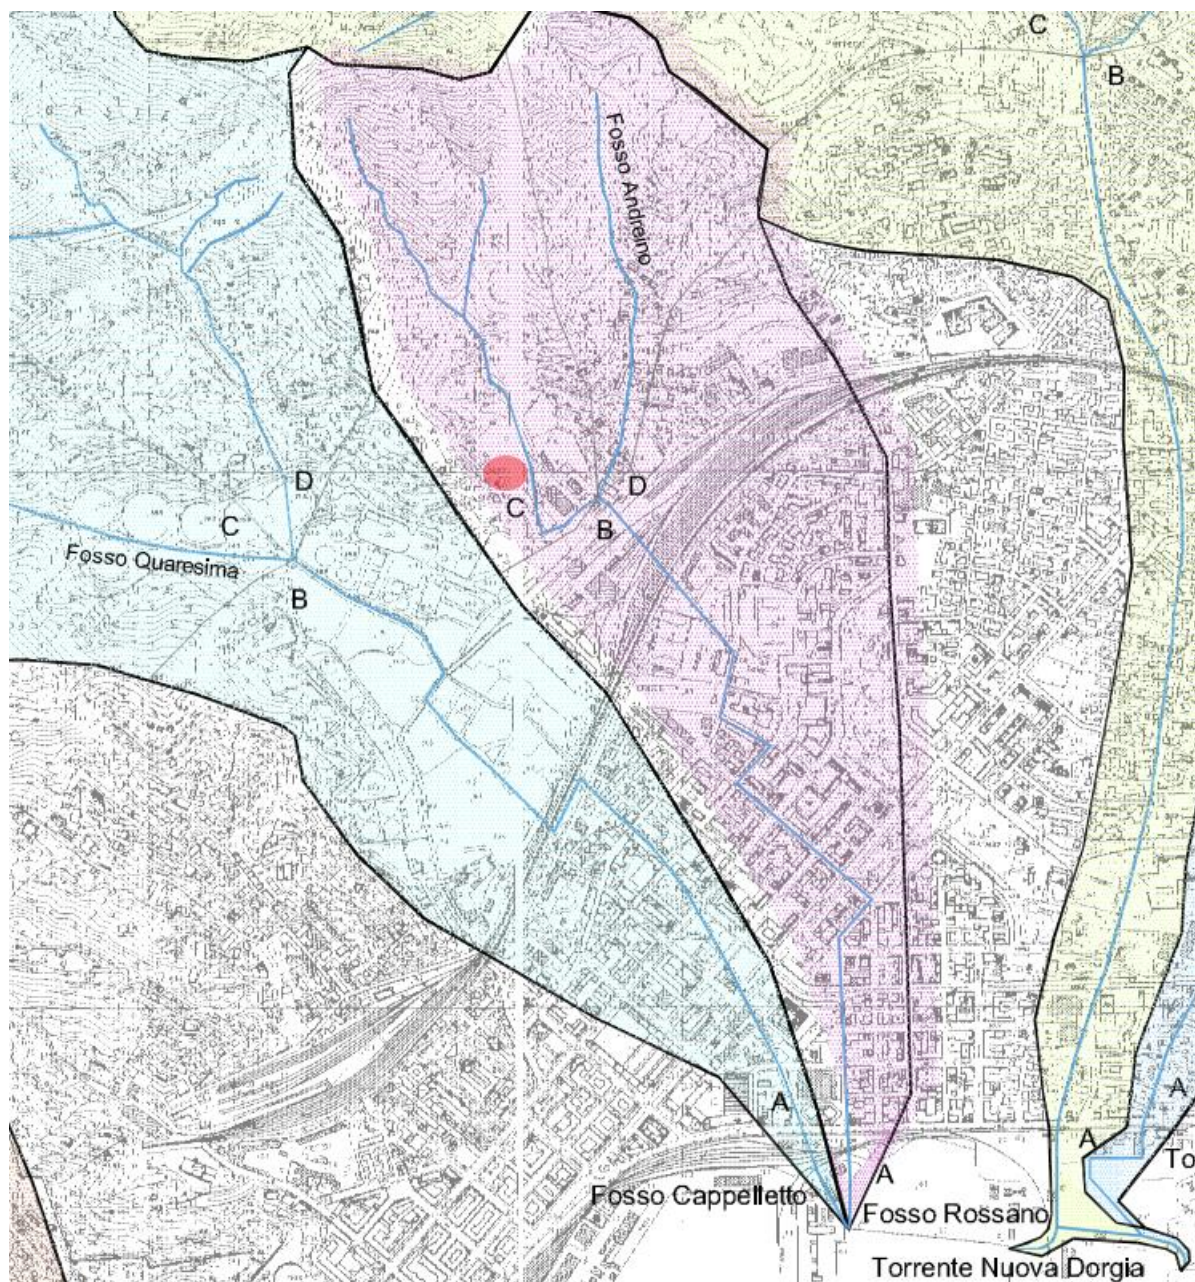 C
B
Fosso Andreino
D
C
D
B
C
Fosso Quaresima
B
A
A
A
A
To
Fosso Cappelletto
Fosso Rossano
Torrente Nuova Dorgia